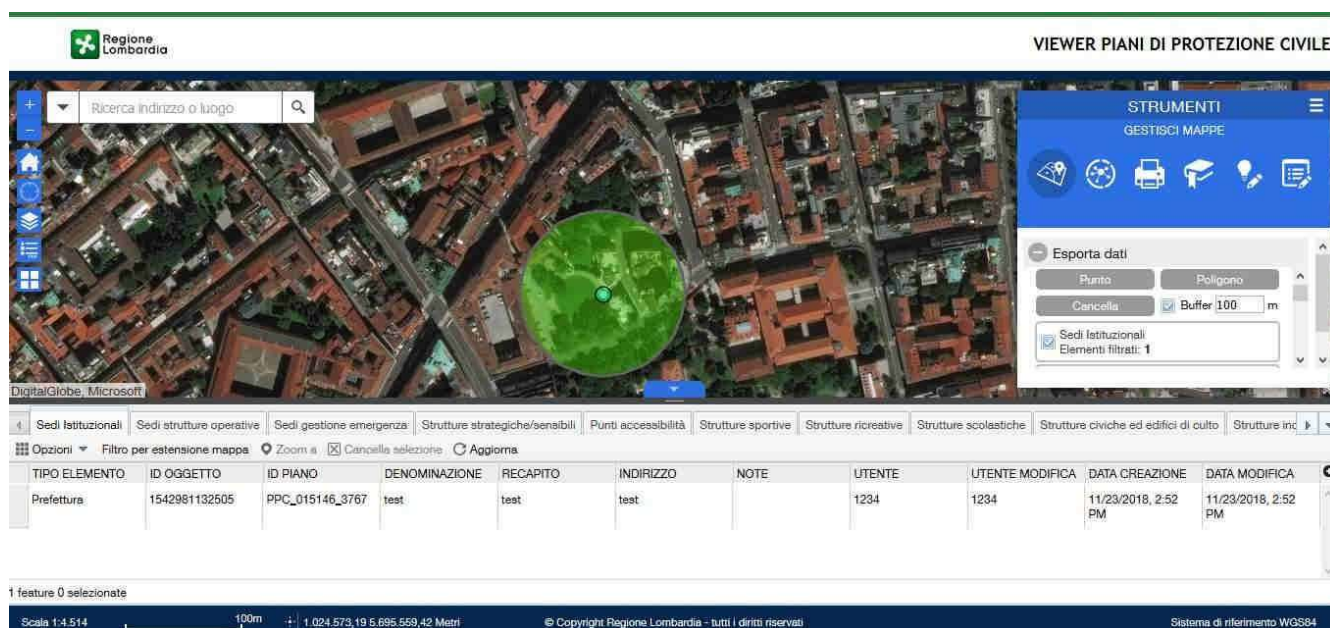 Regione
Lombardia
VIEWER PIANI DI PROTEZIONE CIVILE
+
Ricerca indirizzo o luogo
−
STRUMENTI
GESTISCI MAPPE
Esporta dati
Punto Poligono
Cancella Buffer 100 m
Sedi Istituzionali
Elementi filtrati: 1
DigitalGlobe, Microsoft
Sedi Istituzionali Sedi strutture operative Sedi gestione emergenza Strutture strategiche/sensibili Punti accessibilità Strutture sportive Strutture ricreative Strutture scolastiche Strutture civiche ed edifici di culto Strutture inc
Opzioni Filtro per estensione mappa Zoom a Cancella selezione Aggiorna
TIPO ELEMENTO ID OGGETTO ID PIANO DENOMINAZIONE RECAPITO INDIRIZZO NOTE UTENTE UTENTE MODIFICA DATA CREAZIONE DATA MODIFICA
Prefettura 1542981132505 PPC_015146_3767 test test test 1234 1234 11/23/2018, 2:52 PM 11/23/2018, 2:52 PM
1 feature 0 selezionate
Scala 1:4.514 100m 1.024.573,19 5.695.559,42 Metri © Copyright Regione Lombardia - tutti i diritti riservati Sistema di riferimento WGS84